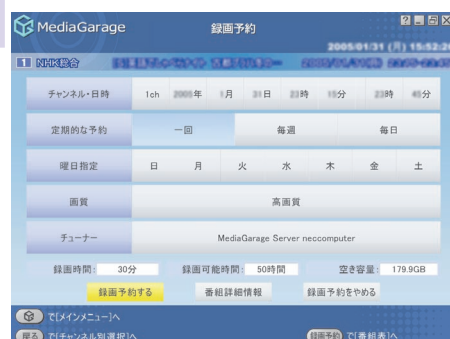 MediaGarage 録画予約
2005/01/31 (月) 15:52:2
1 NHK総合
チャンネル・日時 1ch 2005年 1月 31日 23時 15分 23時 45分
定期的な予約 一回 毎週 毎日
曜日指定 日 月 火 水 木 金 土
画質 高画質
チューナー MediaGarage Server neccomputer
録画時間: 30分 録画可能時間: 50時間 空き容量: 179.9GB
録画予約する 番組詳細情報 録画予約をやめる
で[メインメニュー]へ
戻る で[チャンネル別選択]へ 録画予約 で[番組表]へ